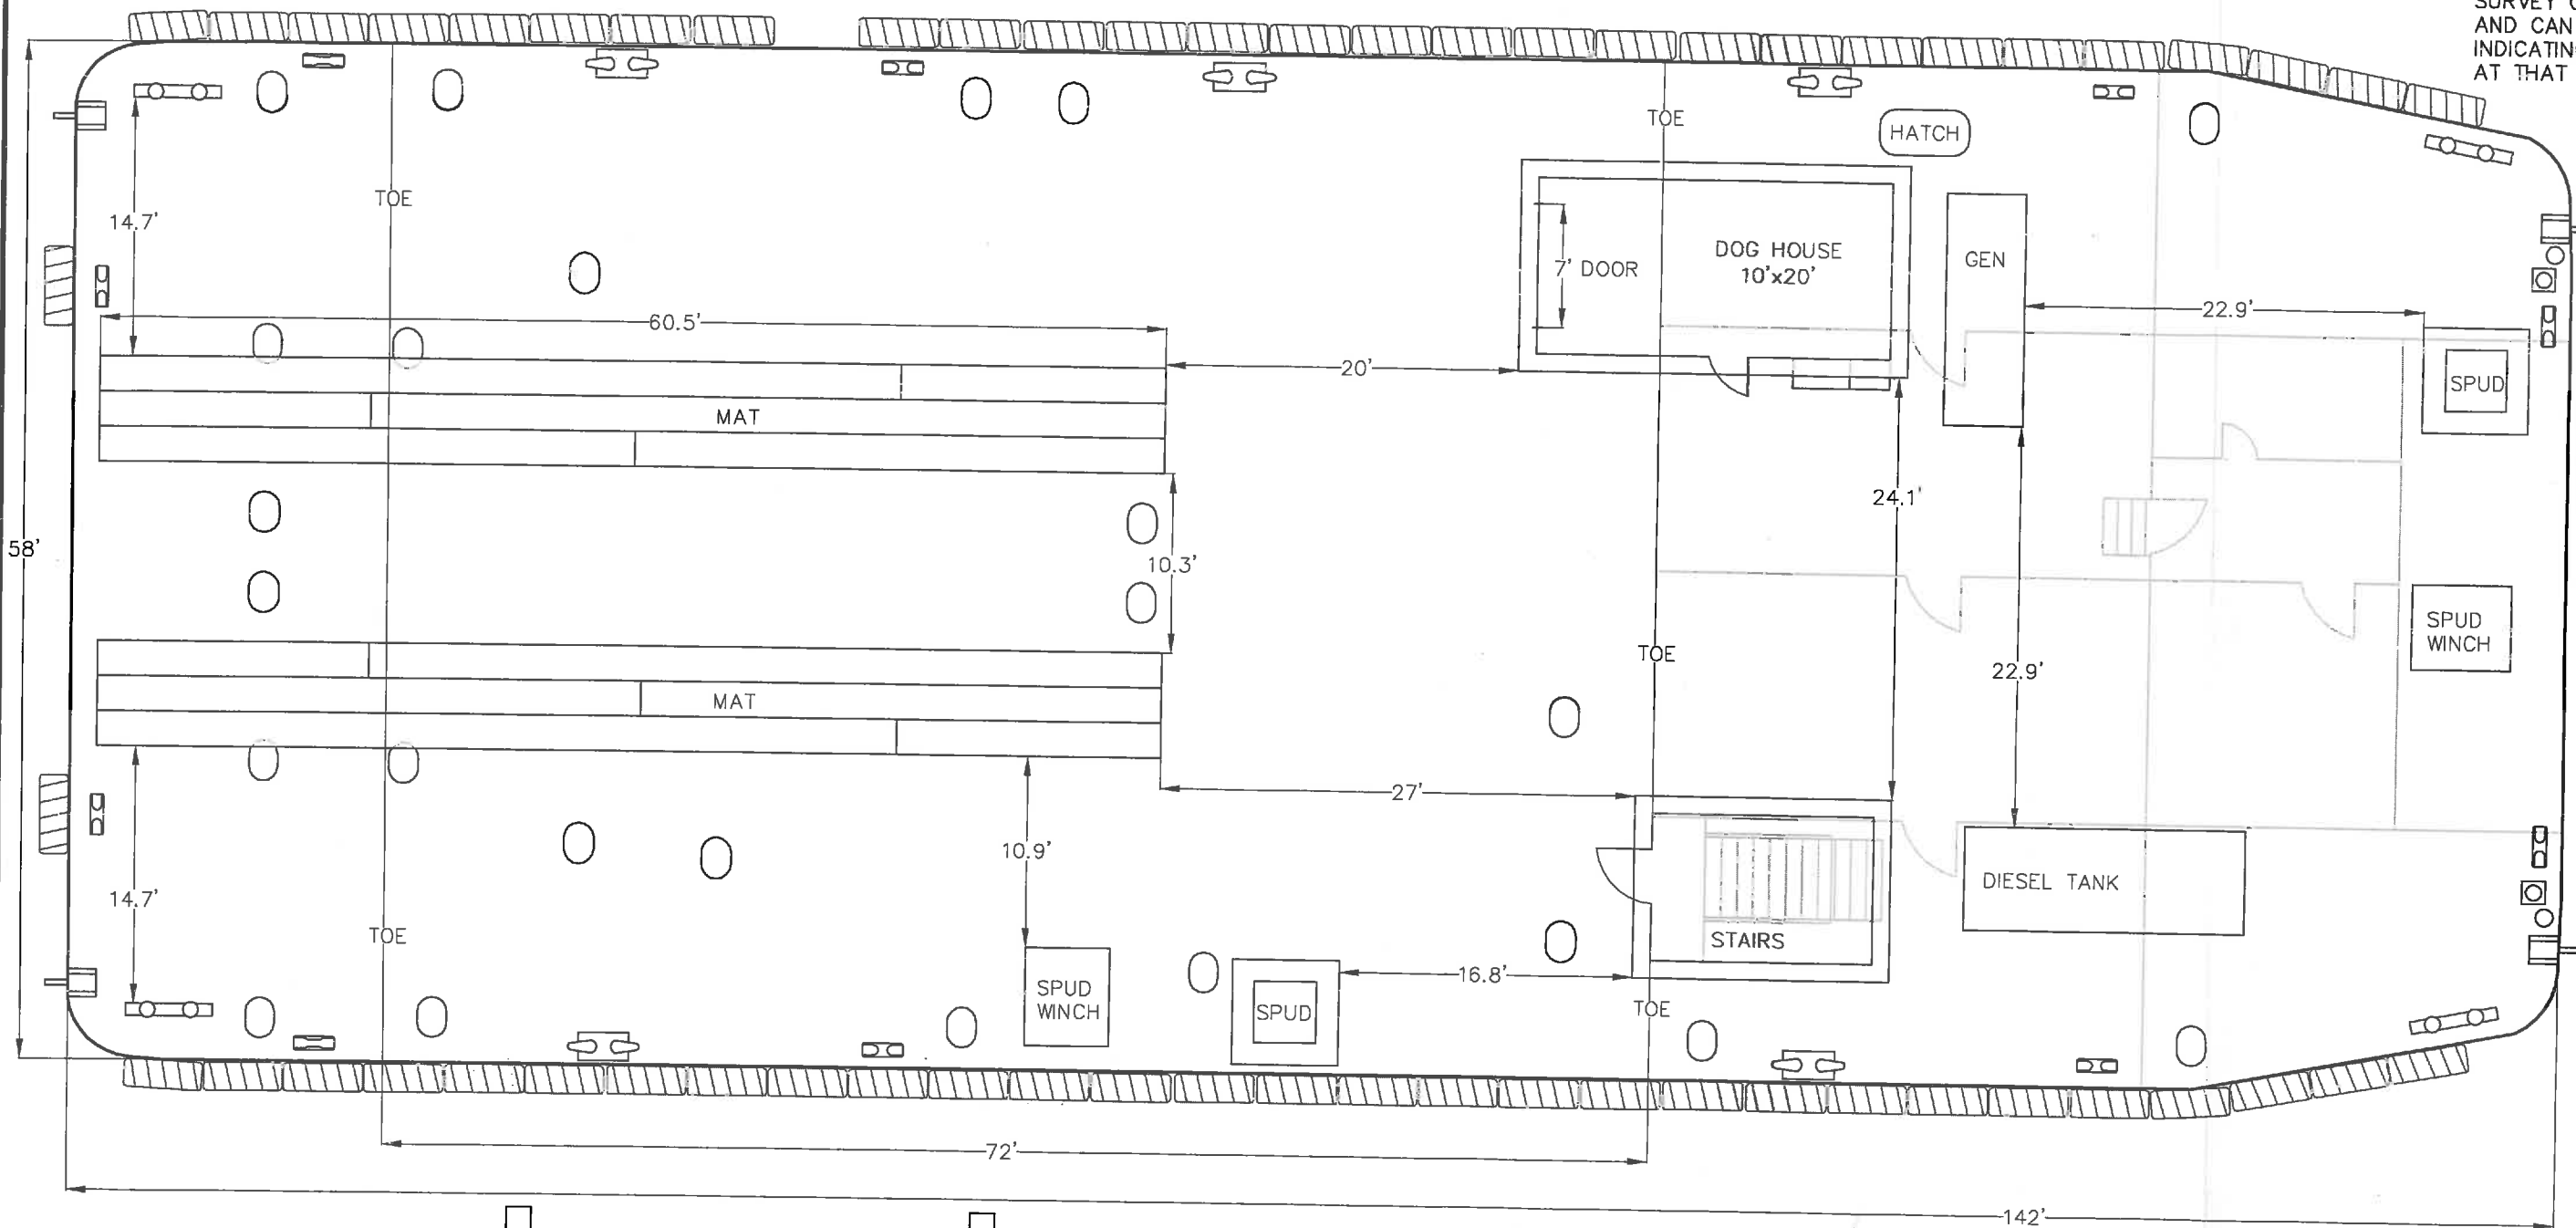 SURVEY
AND CAN
INDICATIN
AT THAT
TOE
HATCH
TOE
14.7'
DOG HOUSE
10'x20'
7' DOOR
GEN
60.5'
22.9'
20'
SPUD
MAT
24.1'
58'
10.3'
SPUD
WINCH
TOE
22.9'
MAT
27'
10.9'
DIESEL TANK
14.7'
TOE
STAIRS
16.8'
SPUD
WINCH
SPUD
TOE
72'
142'